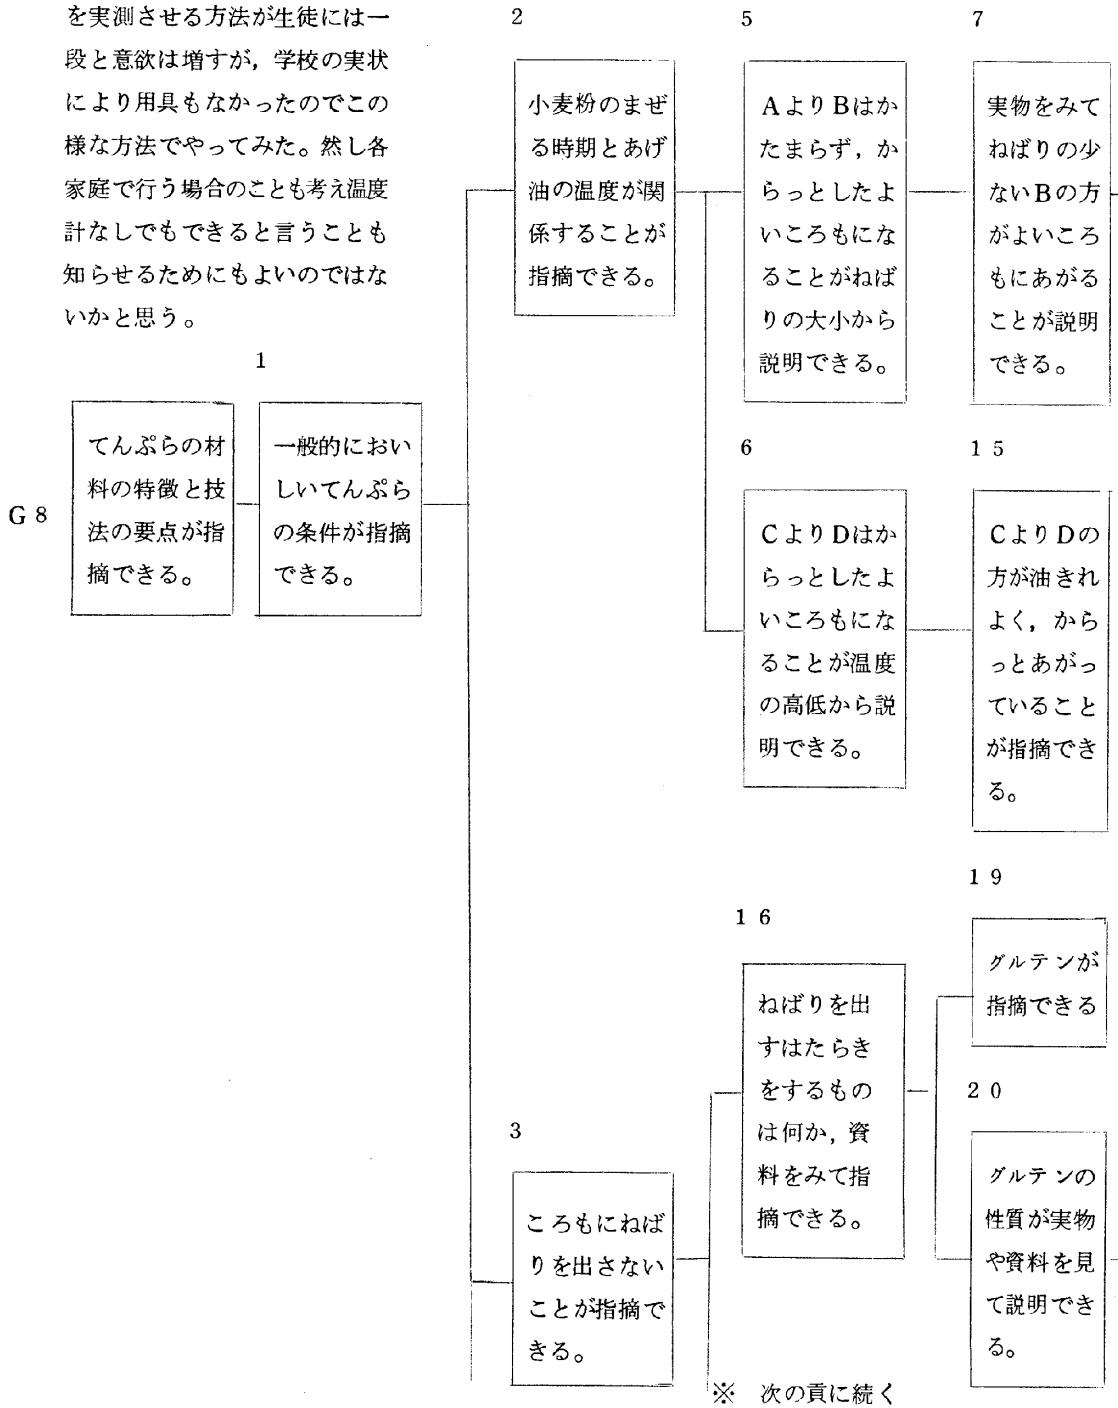 を実測させる方法が生徒には一
段と意欲は増すが，学校の実状
により用具もなかったのでこの
様な方法でやってみた。然し各
家庭で行う場合のことも考え温度
計なしでもできると言うことも
知らせるためにもよいのではな
いかと思う。
G 8
てんぷらの材
料の特徴と技
法の要点が指
摘できる。
1
一般的におい
しいてんぷら
の条件が指摘
できる。
2
小麦粉のまぜ
る時期とあげ
油の温度が関
係することが
指摘できる。
5
AよりBはか
たまらず，か
らっとしたよ
いころもにな
ることがねば
りの大小から
説明できる。
7
実物をみて
ねばりの少
ないBの方
がよいころ
もにあがる
ことが説明
できる。
6
CよりDはか
らっとしたよ
いころもにな
ることが温度
の高低から説
明できる。
15
CよりDの
方が油きれ
よく，から
っとあがっ
ていること
が指摘でき
る。
3
ころもにねば
りを出さない
ことが指摘で
きる。
16
ねばりを出
すはたらき
をするもの
は何か，資
料をみて指
摘できる。
19
グルテンが
指摘できる
20
グルテンの
性質が実物
や資料を見
て説明でき
る。
※　次の貢に続く